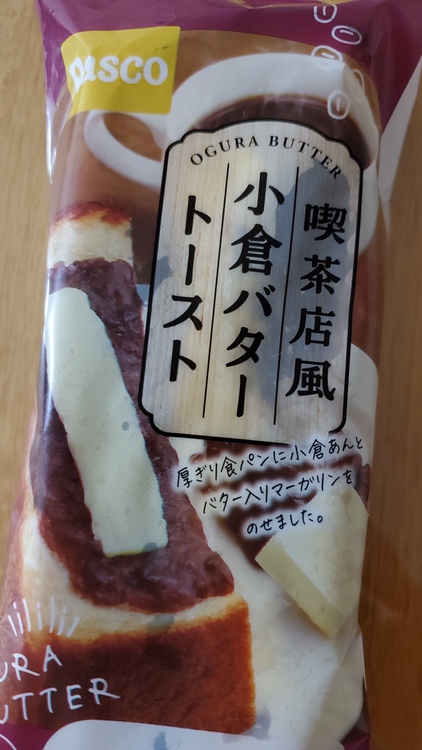 pasco
OGURA BUTTER
喫茶店風
小倉バター
トースト
厚ぎり食パンに小倉あんと
バター入りマーガリンを
のせました。
URA
UTTER